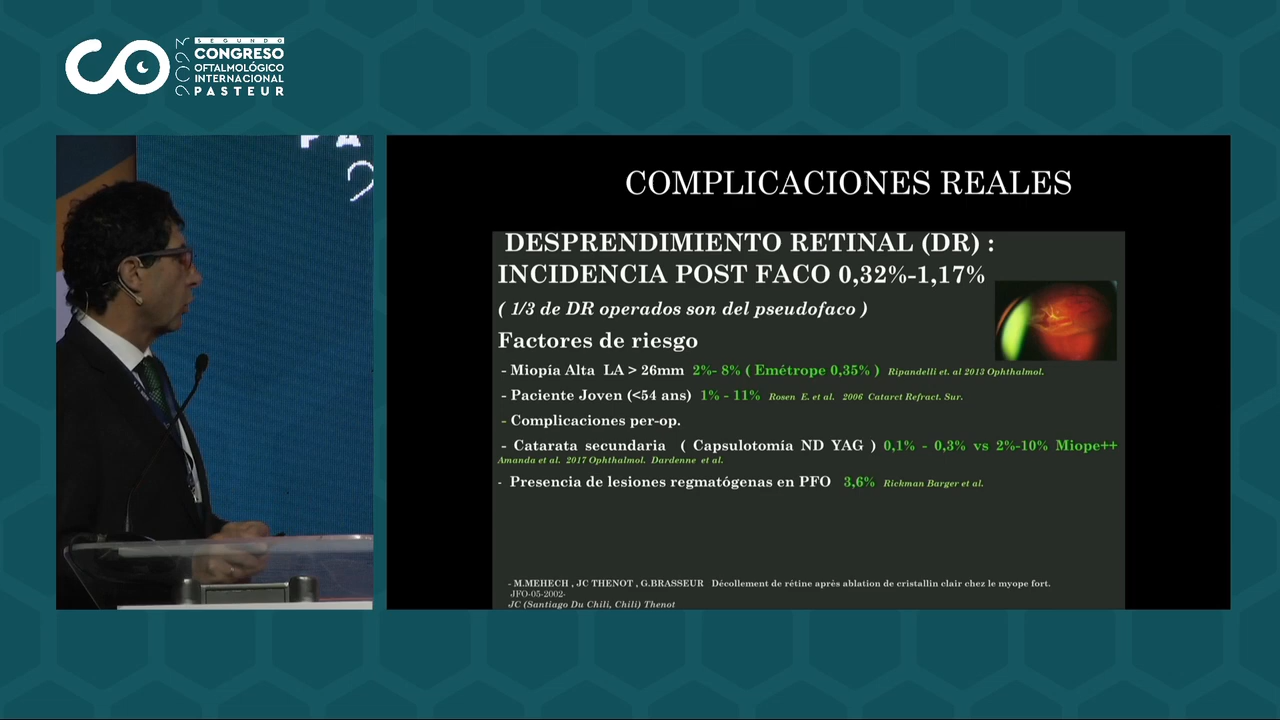 SEGUNDO
CONGRESO
OFTALMOLÓGICO
INTERNACIONAL
PASTEUR
2023
PA
2
COMPLICACIONES REALES
DESPRENDIMIENTO RETINAL (DR) :
INCIDENCIA POST FACO 0,32%-1,17%
( 1/3 de DR operados son del pseudofaco )
Factores de riesgo
- Miopía Alta LA > 26mm 2%- 8% ( Emétrope 0,35% ) Ripandelli et. al 2013 Ophthalmol.
- Paciente Joven (<54 ans) 1% - 11% Rosen E. et al. 2006 Catarct Refract. Sur.
- Complicaciones per-op.
- Catarata secundaria ( Capsulotomía ND YAG ) 0,1% - 0,3% vs 2%-10% Miope++
Amanda et al. 2017 Ophthalmol. Dardenne et al.
- Presencia de lesiones regmatógenas en PFO 3,6% Rickman Barger et al.
- M.MEHECH , JC THENOT , G.BRASSEUR Décollement de rétine après ablation de cristallin clair chez le myope fort.
JFO-05-2002-
JC (Santiago Du Chili, Chili) Thenot